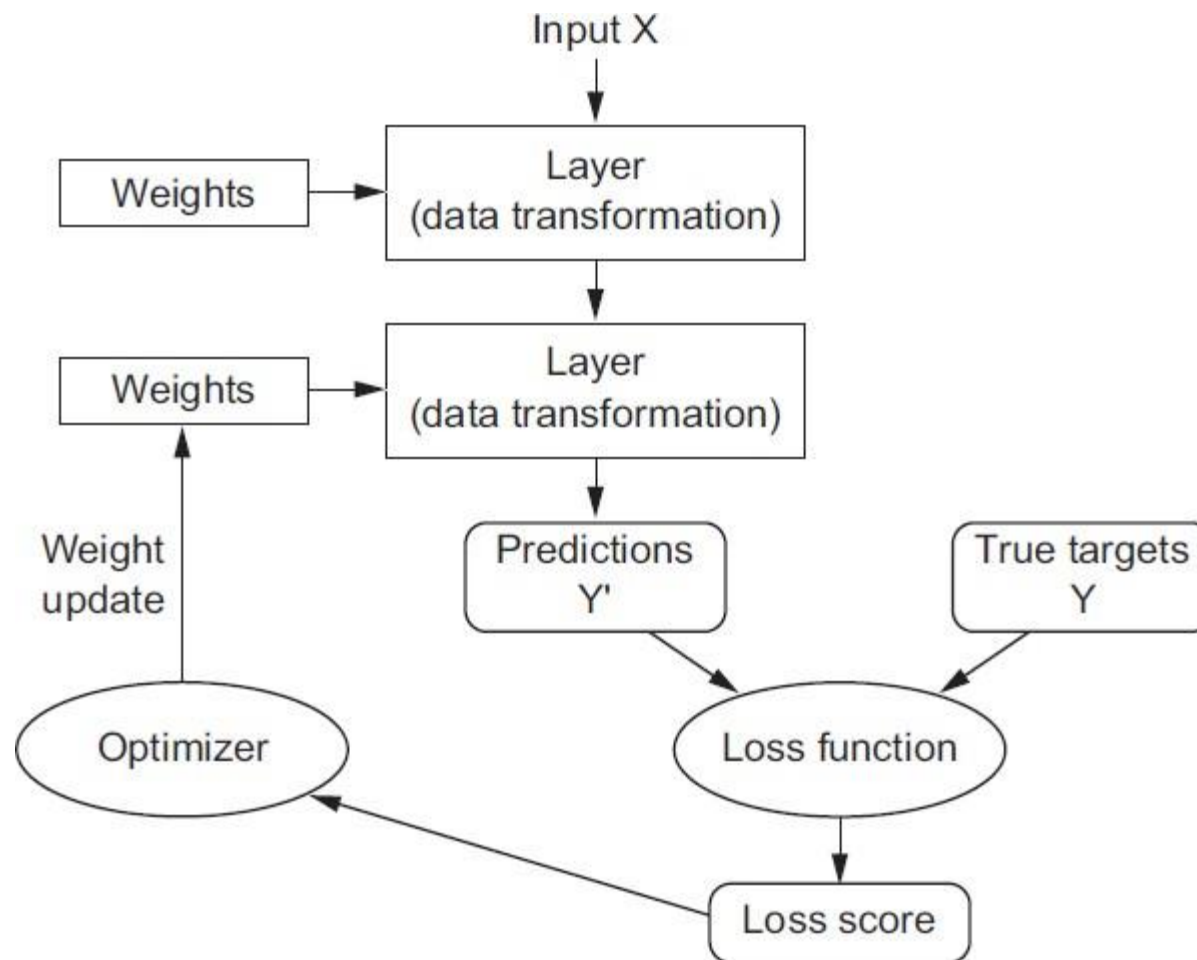 Input X
Weights
Layer
(data transformation)
Weights
Layer
(data transformation)
Weight
update
Predictions
Y'
True targets
Y
Optimizer
Loss function
Loss score